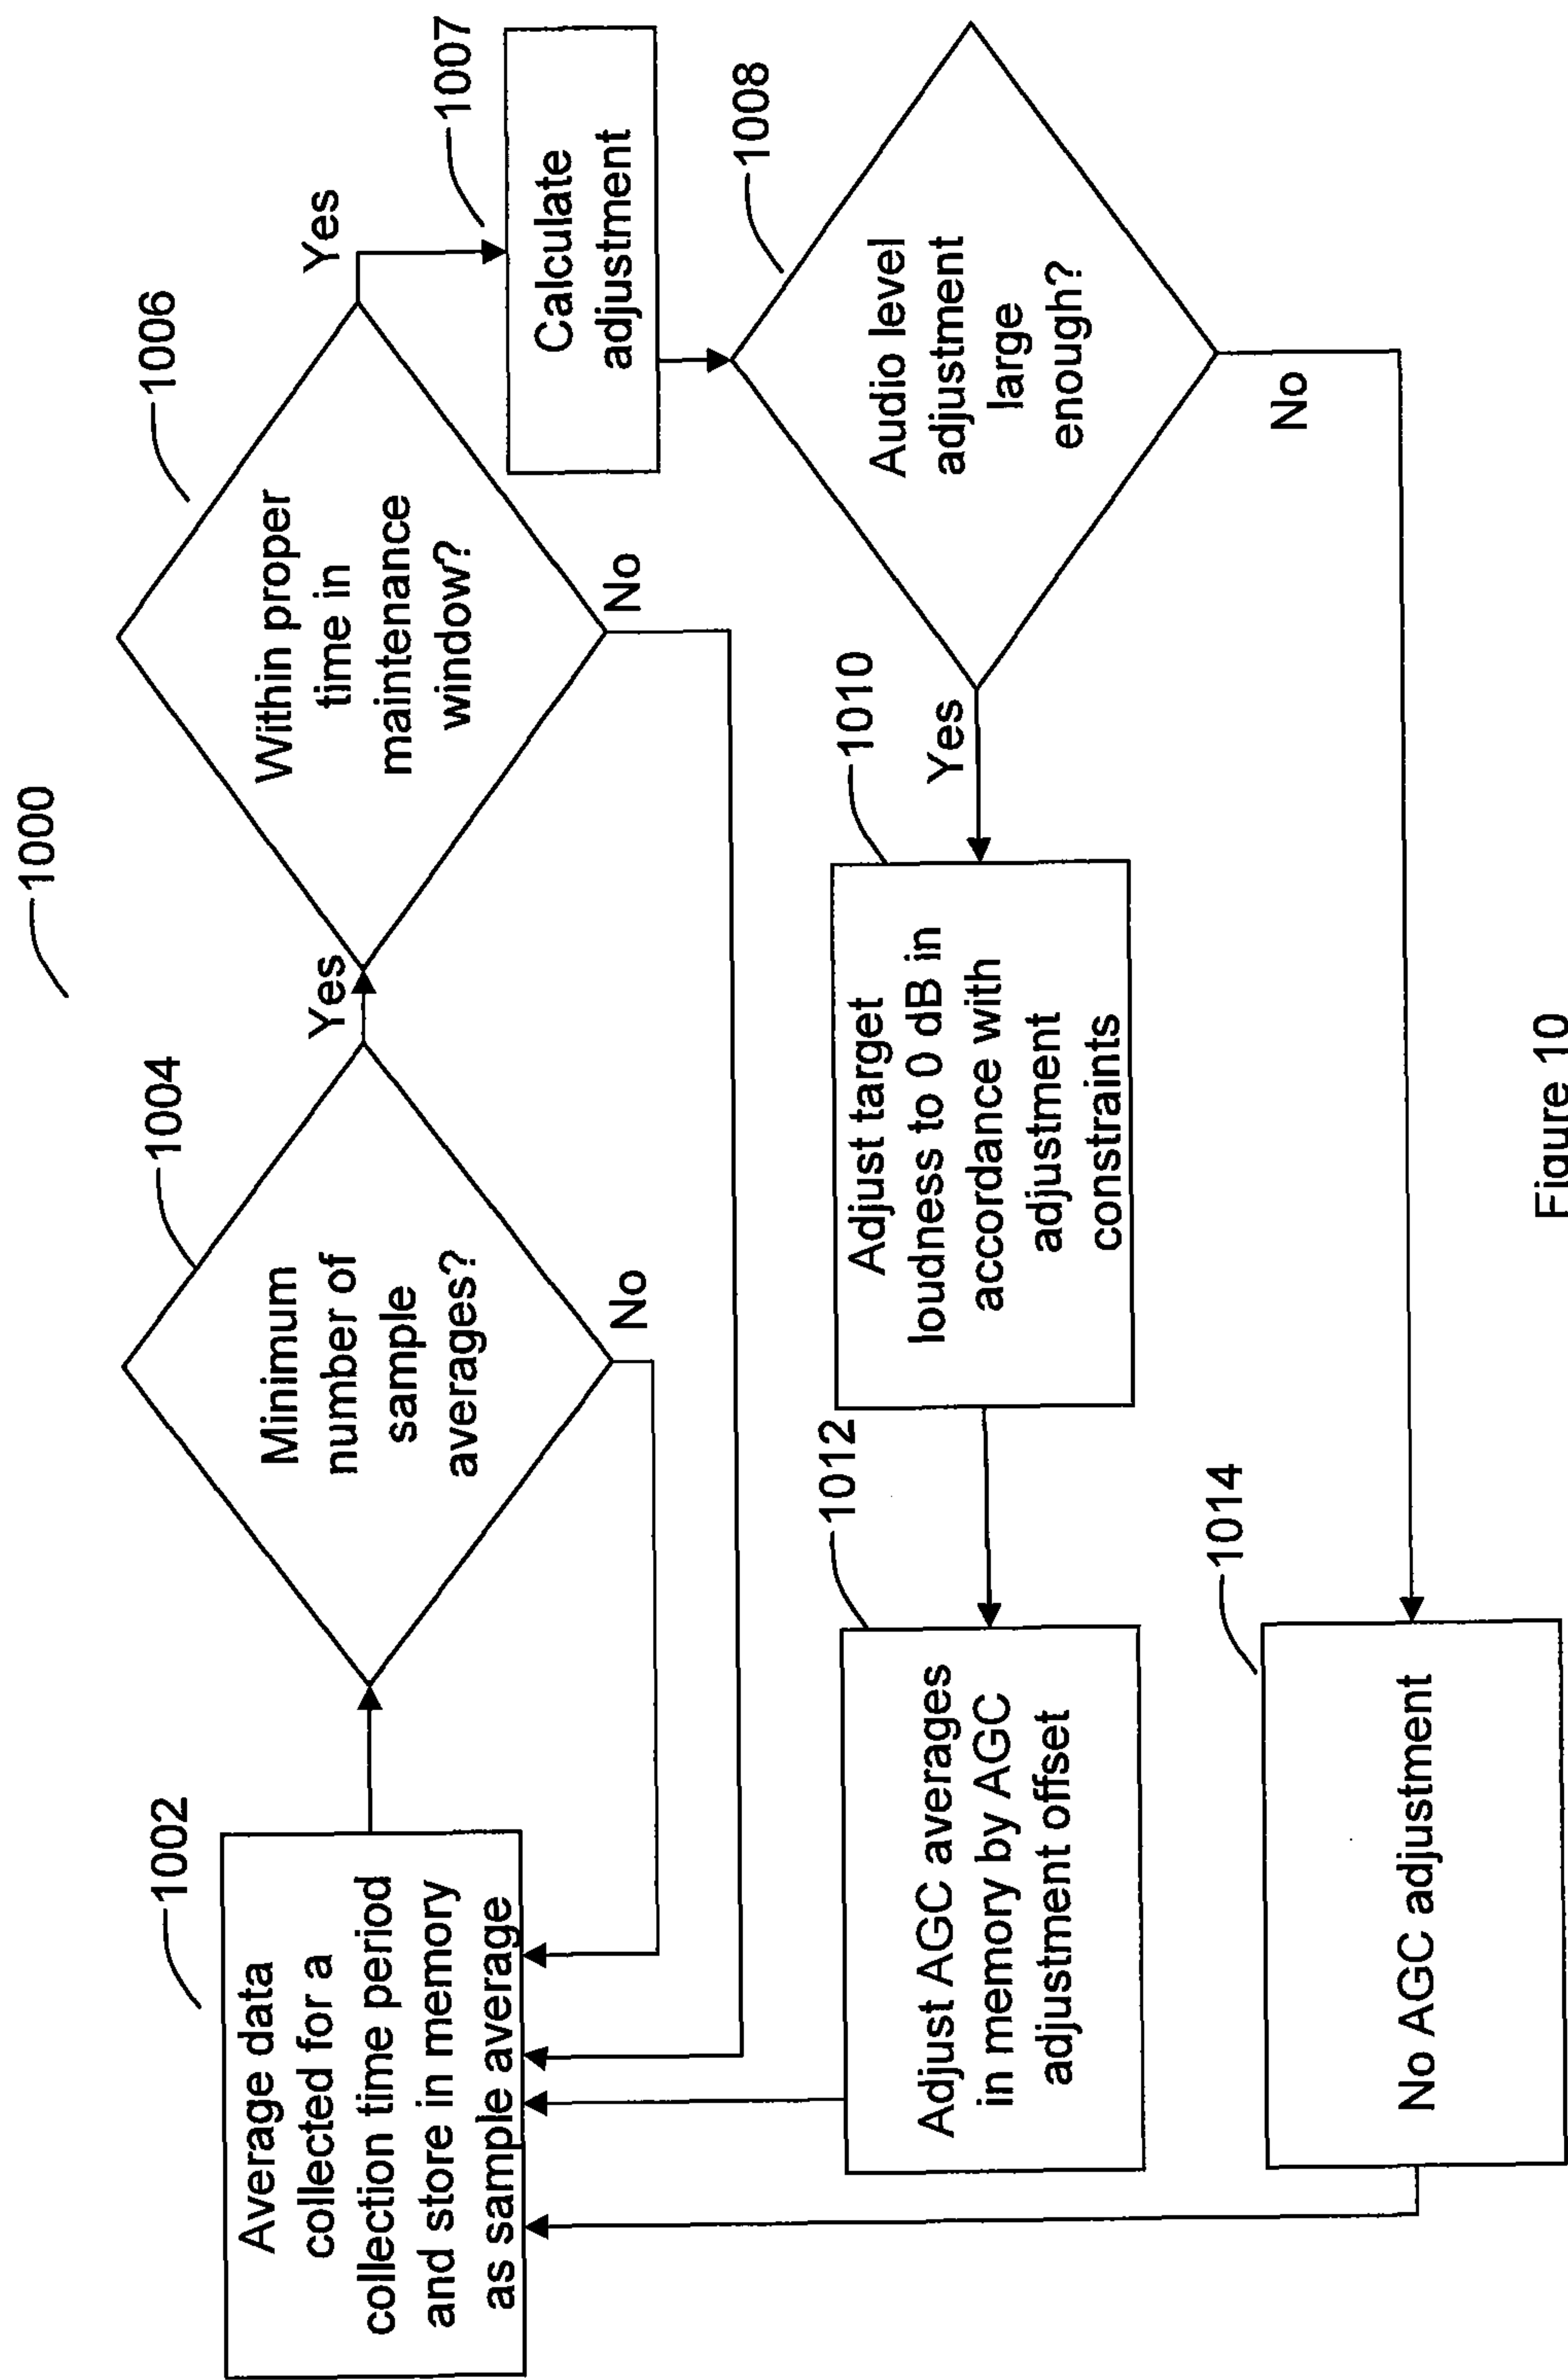 1000
1002
Average data
collected for a
collection time period
and store in memory
as sample average
1004
Minimum
number of
sample
averages?
Yes
No
1006
Within proper
time in
maintenance
window?
Yes
No
1007
Calculate
adjustment
1008
Audio level
adjustment
large
enough?
Yes
No
1010
Adjust target
loudness to 0 dB in
accordance with
adjustment
constraints
1012
Adjust AGC averages
in memory by AGC
adjustment offset
1014
No AGC adjustment
Figure 10